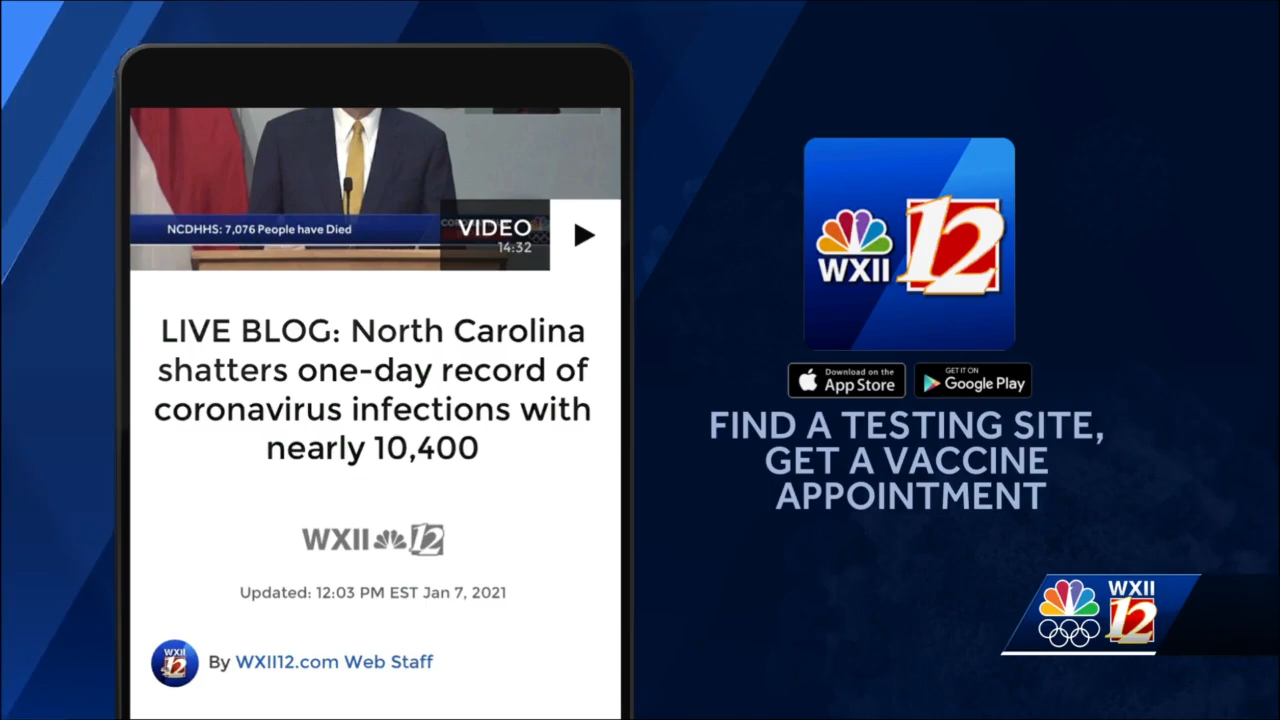 NCDHHS: 7,076 People have Died
VIDEO
14:32
LIVE BLOG: North Carolina
shatters one-day record of
coronavirus infections with
nearly 10,400
WXII 12
Updated: 12:03 PM EST Jan 7, 2021
WXII
12
By WXII12.com Web Staff
WXII 12
Download on the
App Store
GET IT ON
Google Play
FIND A TESTING SITE,
GET A VACCINE
APPOINTMENT
WXII
12